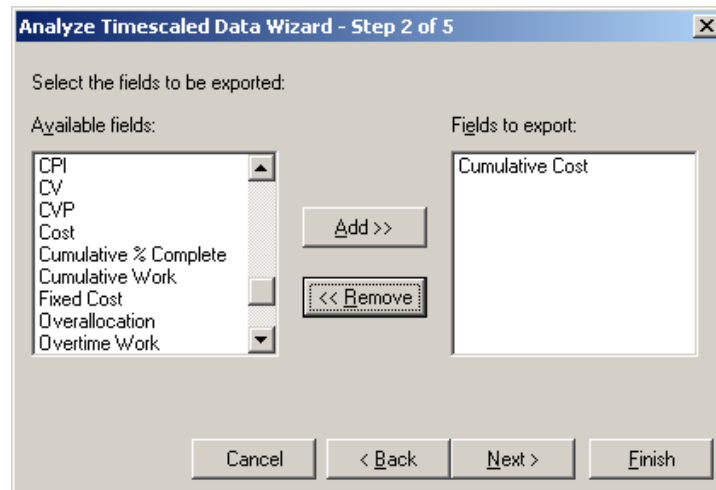 Analyze Timescaled Data Wizard - Step 2 of 5
Select the fields to be exported:
Available fields:
Fields to export:
CPI
CV
CVP
Cost
Cumulative % Complete
Cumulative Work
Fixed Cost
Overallocation
Overtime Work
Add >>
<< Remove
Cumulative Cost
Cancel
< Back
Next >
Finish